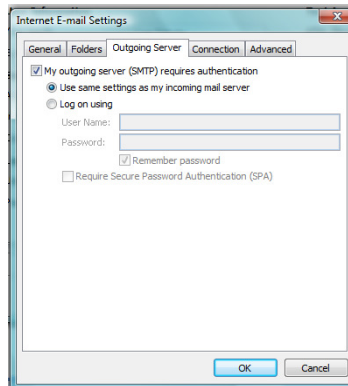 Internet E-mail Settings
General Folders Outgoing Server Connection Advanced
My outgoing server (SMTP) requires authentication
Use same settings as my incoming mail server
Log on using
User Name:
Password:
Remember password
Require Secure Password Authentication (SPA)
OK Cancel